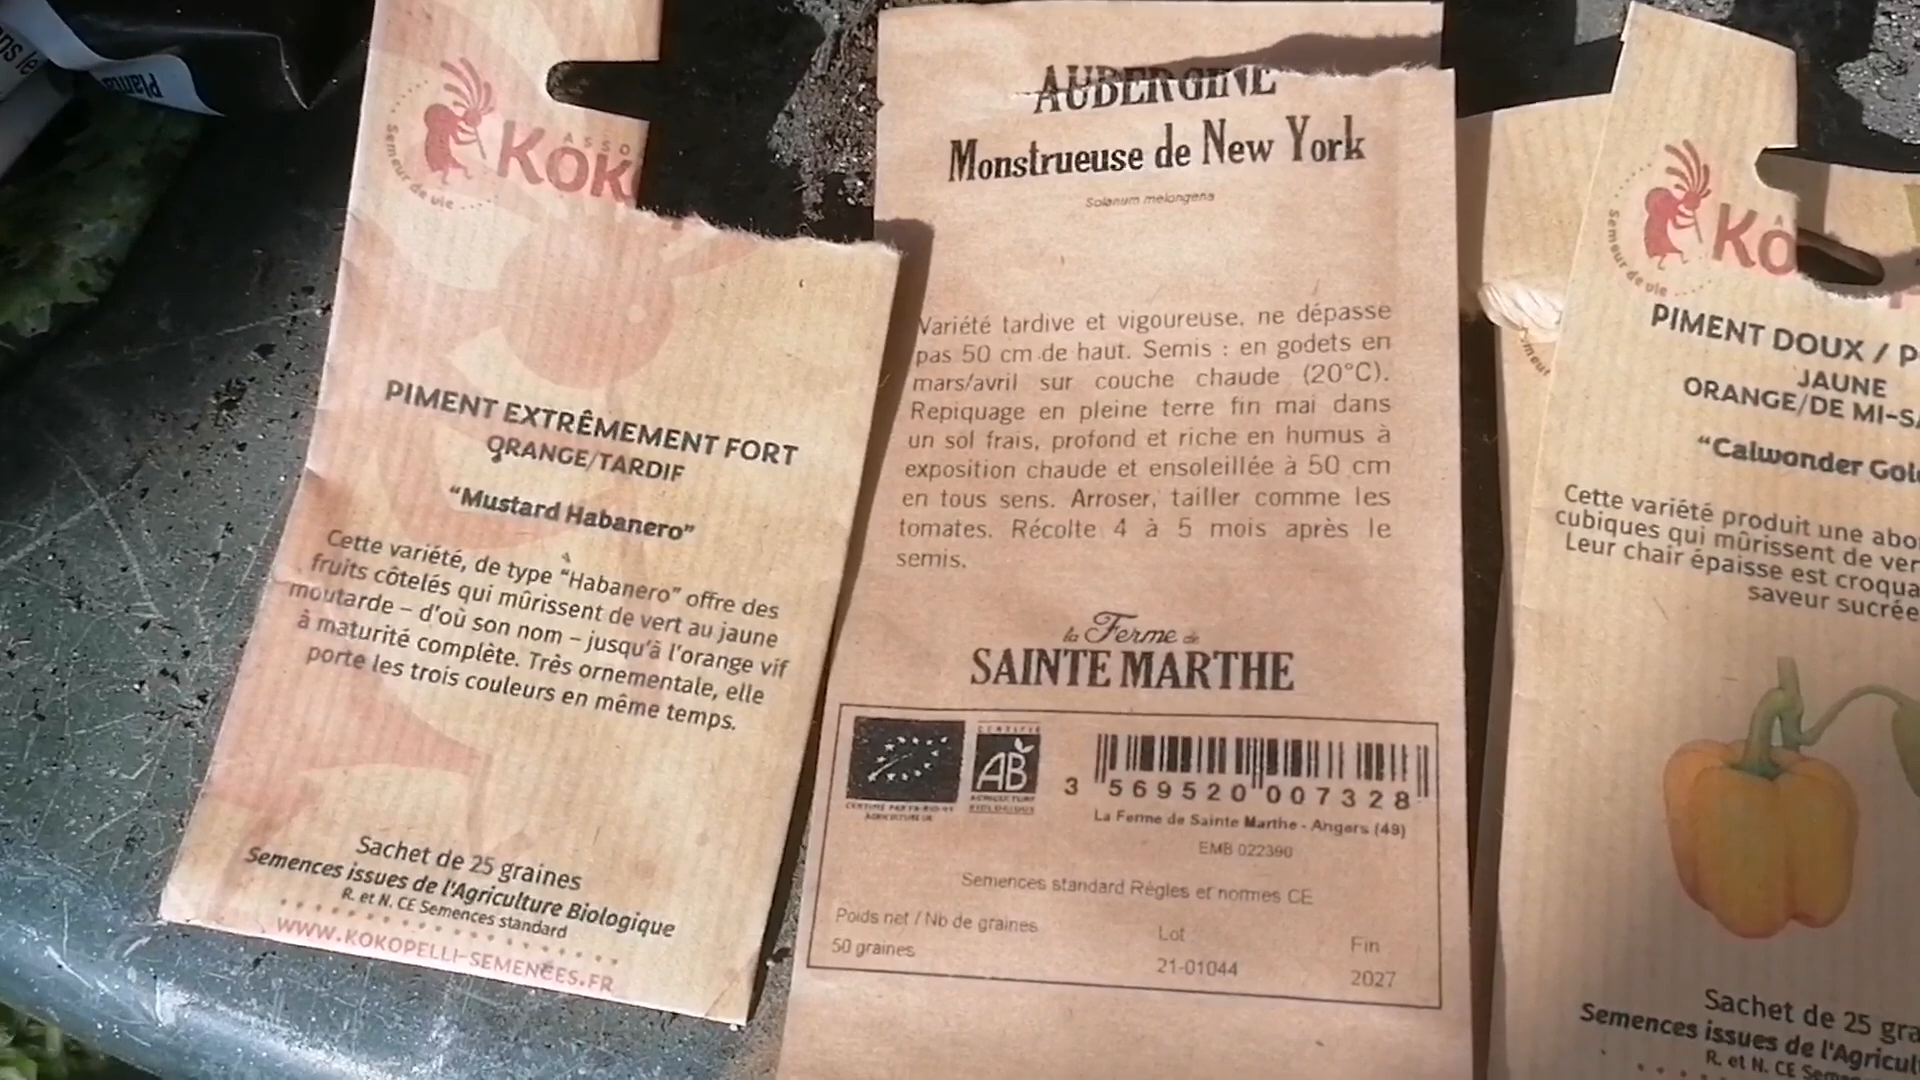 Semeur de vie
ASSO
Kok
PIMENT EXTRÊMEMENT FORT
ORANGE/TARDIF
“Mustard Habanero”
Cette variété, de type “Habanero” offre des
fruits côtelés qui mûrissent de vert au jaune
moutarde – d’où son nom – jusqu’à l’orange vif
à maturité complète. Très ornementale, elle
porte les trois couleurs en même temps.
Sachet de 25 graines
Semences issues de l'Agriculture Biologique
R. et N. CE Semences standard
WWW.KOKOPELLI-SEMENCES.FR
AUBERGINE
Monstrueuse de New York
Solanum melongena
Variété tardive et vigoureuse, ne dépasse
pas 50 cm de haut. Semis : en godets en
mars/avril sur couche chaude (20°C).
Repiquage en pleine terre fin mai dans
un sol frais, profond et riche en humus à
exposition chaude et ensoleillée à 50 cm
en tous sens. Arroser, tailler comme les
tomates. Récolte 4 à 5 mois après le
semis.
la Ferme de
SAINTE MARTHE
CERTIFIÉ
AB
AGRICULTURE
BIOLOGIQUE
3 569520 007328
La Ferme de Sainte Marthe - Angers (49)
EMB 022390
Semences standard Règles et normes CE
Poids net / Nb de graines
50 graines
Lot
21-01044
Fin
2027
Semeur de vie
Kô
PIMENT DOUX / P
JAUNE
ORANGE/DE MI-SA
“Calwonder Gol
Cette variété produit une abo
cubiques qui mûrissent de ver
Leur chair épaisse est croqua
saveur sucrée
Sachet de 25 gra
Semences issues de l'Agricul
R. et N. CE Sem